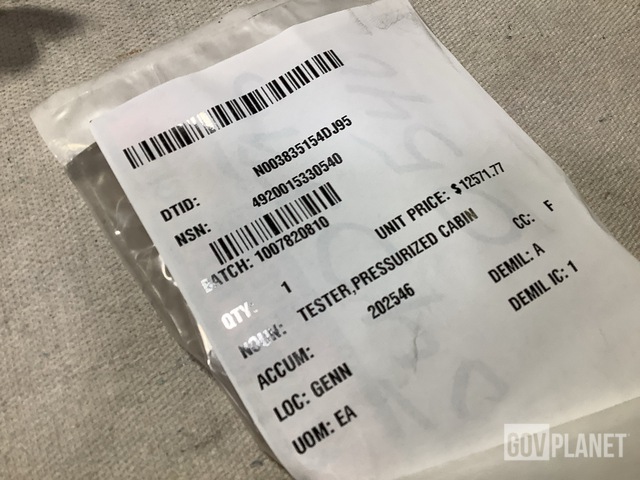 DTID: N003835154DJ95
NSN: 4920015330540
BATCH: 1007820810
QTY: 1 UNIT PRICE: $12571.77
NOUN: TESTER,PRESSURIZED CABIN CC: F
ACCUM: 202546 DEMIL: A
LOC: GENN DEMIL IC: 1
UOM: EA
GOVPLANET